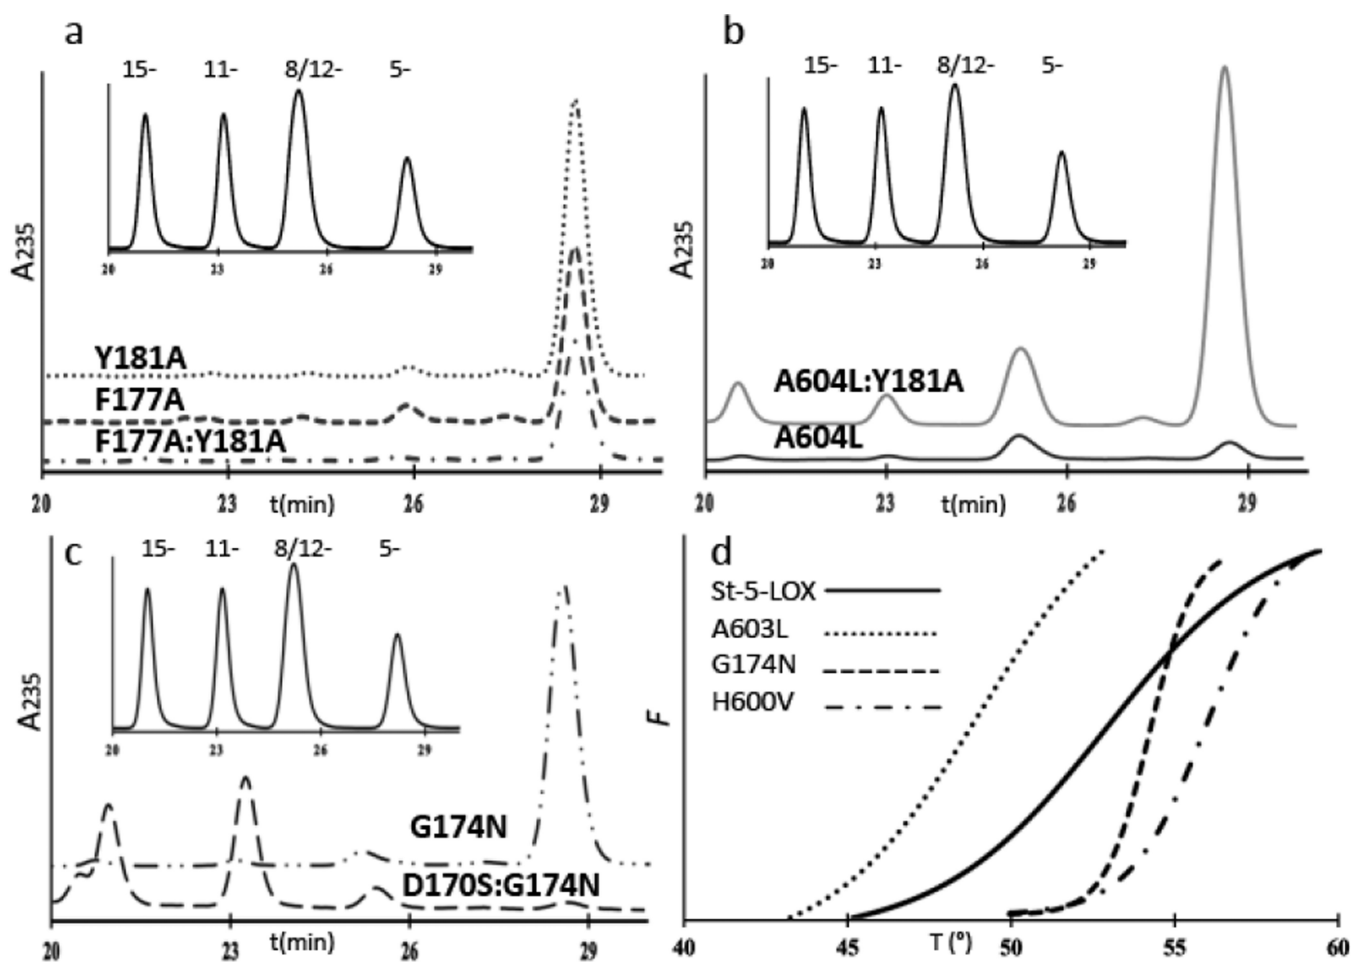 a
15- 11- 8/12- 5-
20 23 26 29
A235
Y181A
F177A
F177A:Y181A
20 23 26 29
t(min)
b
15- 11- 8/12- 5-
20 23 26 29
A235
A604L:Y181A
A604L
20 23 26 29
t(min)
c
15- 11- 8/12- 5-
20 23 26 29
A235
G174N
D170S:G174N
20 23 26 29
t(min)
d
St-5-LOX
A603L
G174N
H600V
F
40 45 50 55 60
T (°)